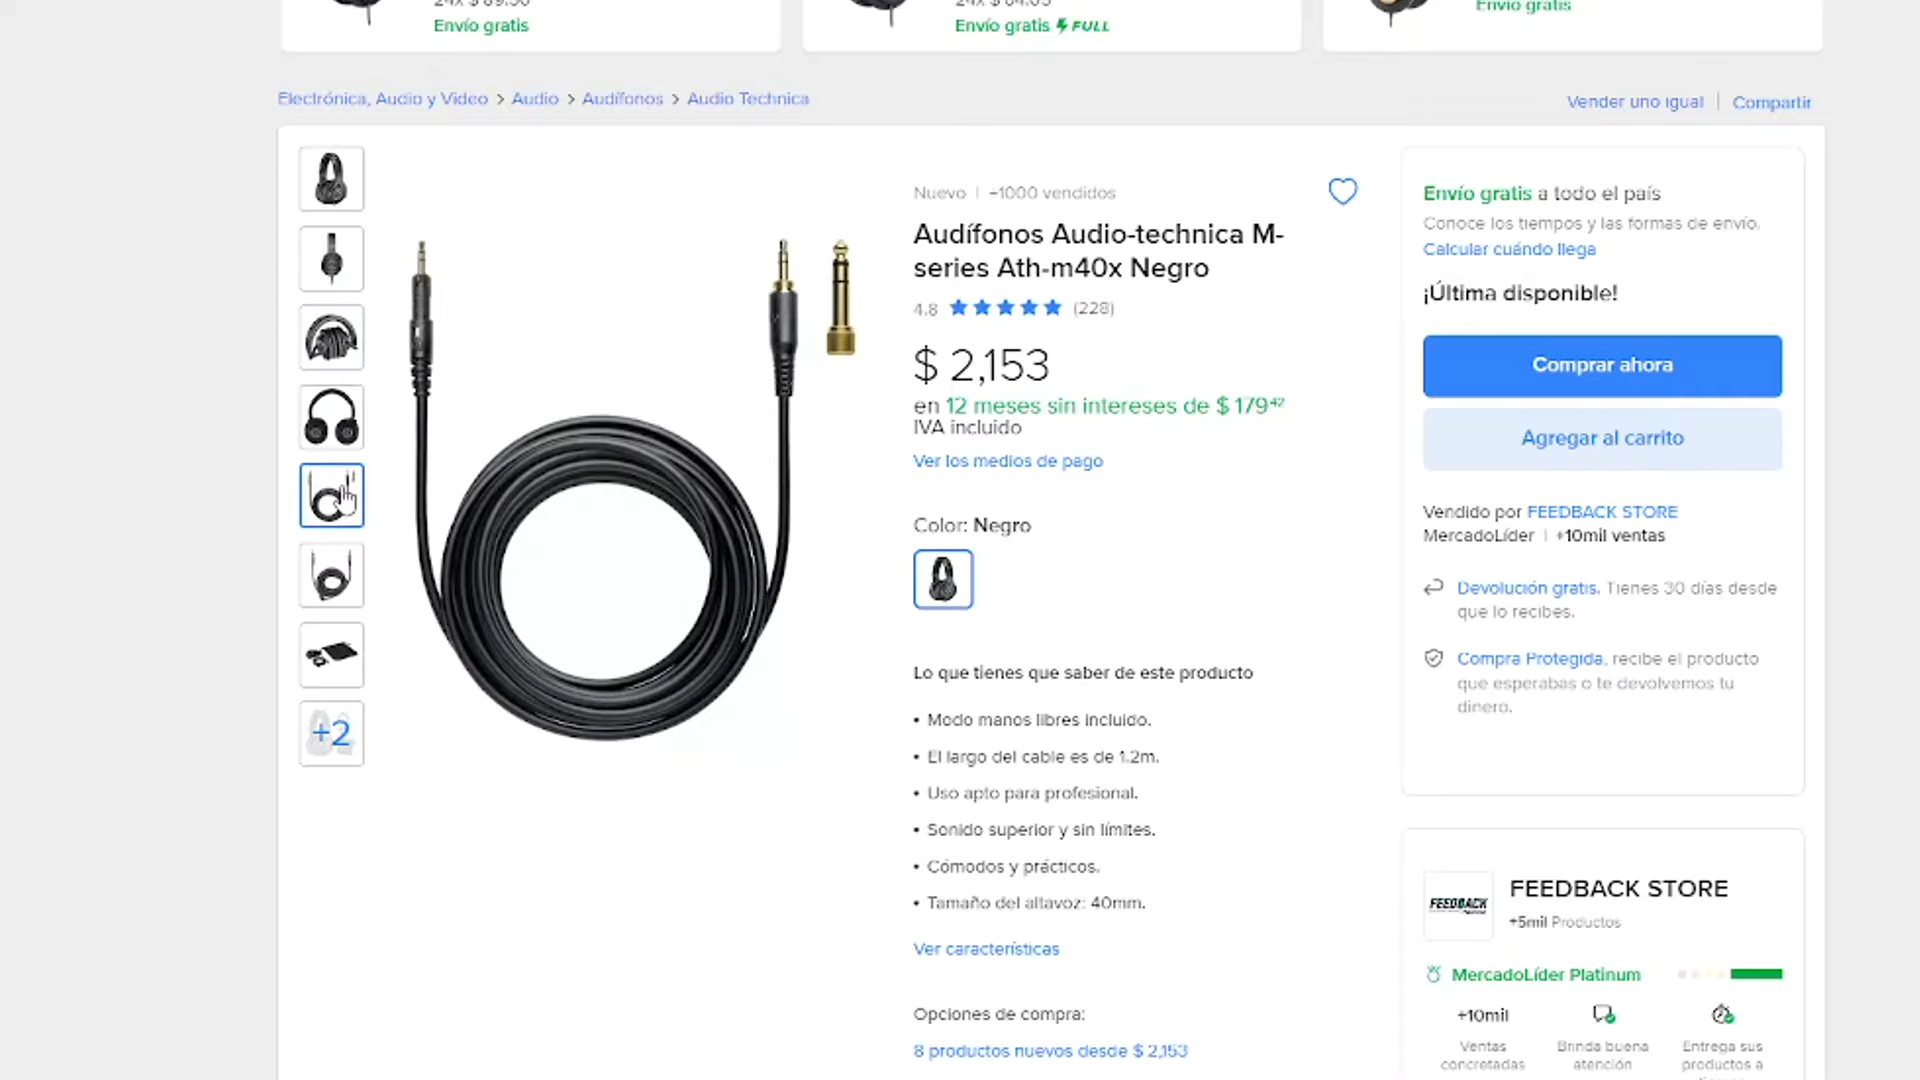 Envío gratis
Envío gratis FULL
Envío gratis
Electrónica, Audio y Video > Audio > Audífonos > Audio Technica
Vender uno igual | Compartir
+2
Nuevo | +1000 vendidos
Audífonos Audio-technica M-
series Ath-m40x Negro
4.8 (228)
$ 2,153
en 12 meses sin intereses de $ 179⁴²
IVA incluido
Ver los medios de pago
Color: Negro
Lo que tienes que saber de este producto
• Modo manos libres incluido.
• El largo del cable es de 1.2m.
• Uso apto para profesional.
• Sonido superior y sin límites.
• Cómodos y prácticos.
• Tamaño del altavoz: 40mm.
Ver características
Opciones de compra:
8 productos nuevos desde $ 2,153
Envío gratis a todo el país
Conoce los tiempos y las formas de envío.
Calcular cuándo llega
¡Última disponible!
Comprar ahora
Agregar al carrito
Vendido por FEEDBACK STORE
MercadoLíder | +10mil ventas
Devolución gratis. Tienes 30 días desde
que lo recibes.
Compra Protegida, recibe el producto
que esperabas o te devolvemos tu
dinero.
FEEDBACK
FEEDBACK STORE
+5mil Productos
MercadoLíder Platinum
+10mil
Ventas
concretadas
Brinda buena
atención
Entrega sus
productos a